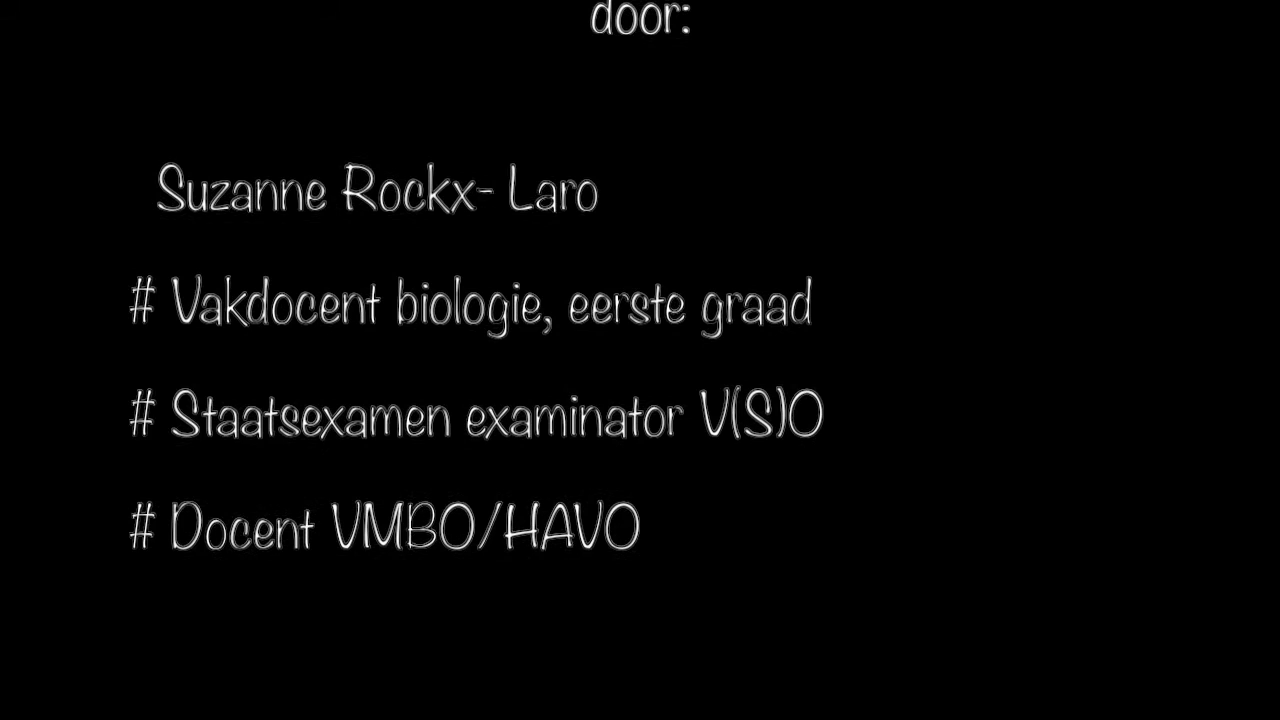 door:
Suzanne Rockx- Laro
# Vakdocent biologie, eerste graad
# Staatsexamen examinator V(S)O
# Docent VMBO/HAVO